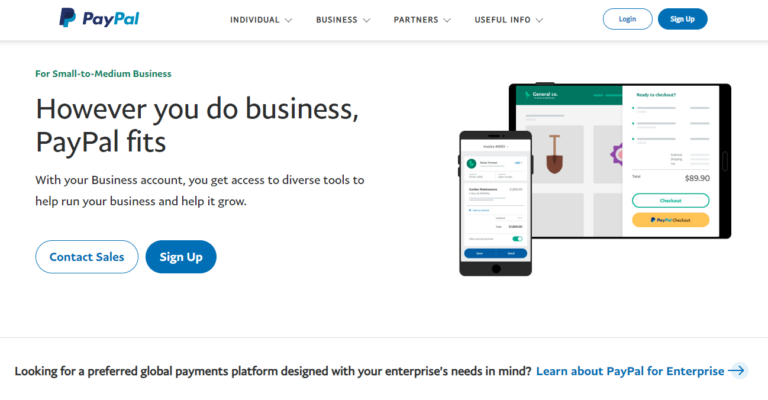 PayPal
INDIVIDUAL
BUSINESS
PARTNERS
USEFUL INFO
Login
Sign Up
For Small-to-Medium Business
However you do business,
PayPal fits
With your Business account, you get access to diverse tools to
help run your business and help it grow.
Contact Sales
Sign Up
General co.
Ready to checkout?
Subtotal
Shipping
Total
$89.90
Checkout
PayPal Checkout
Looking for a preferred global payments platform designed with your enterprise's needs in mind? Learn about PayPal for Enterprise